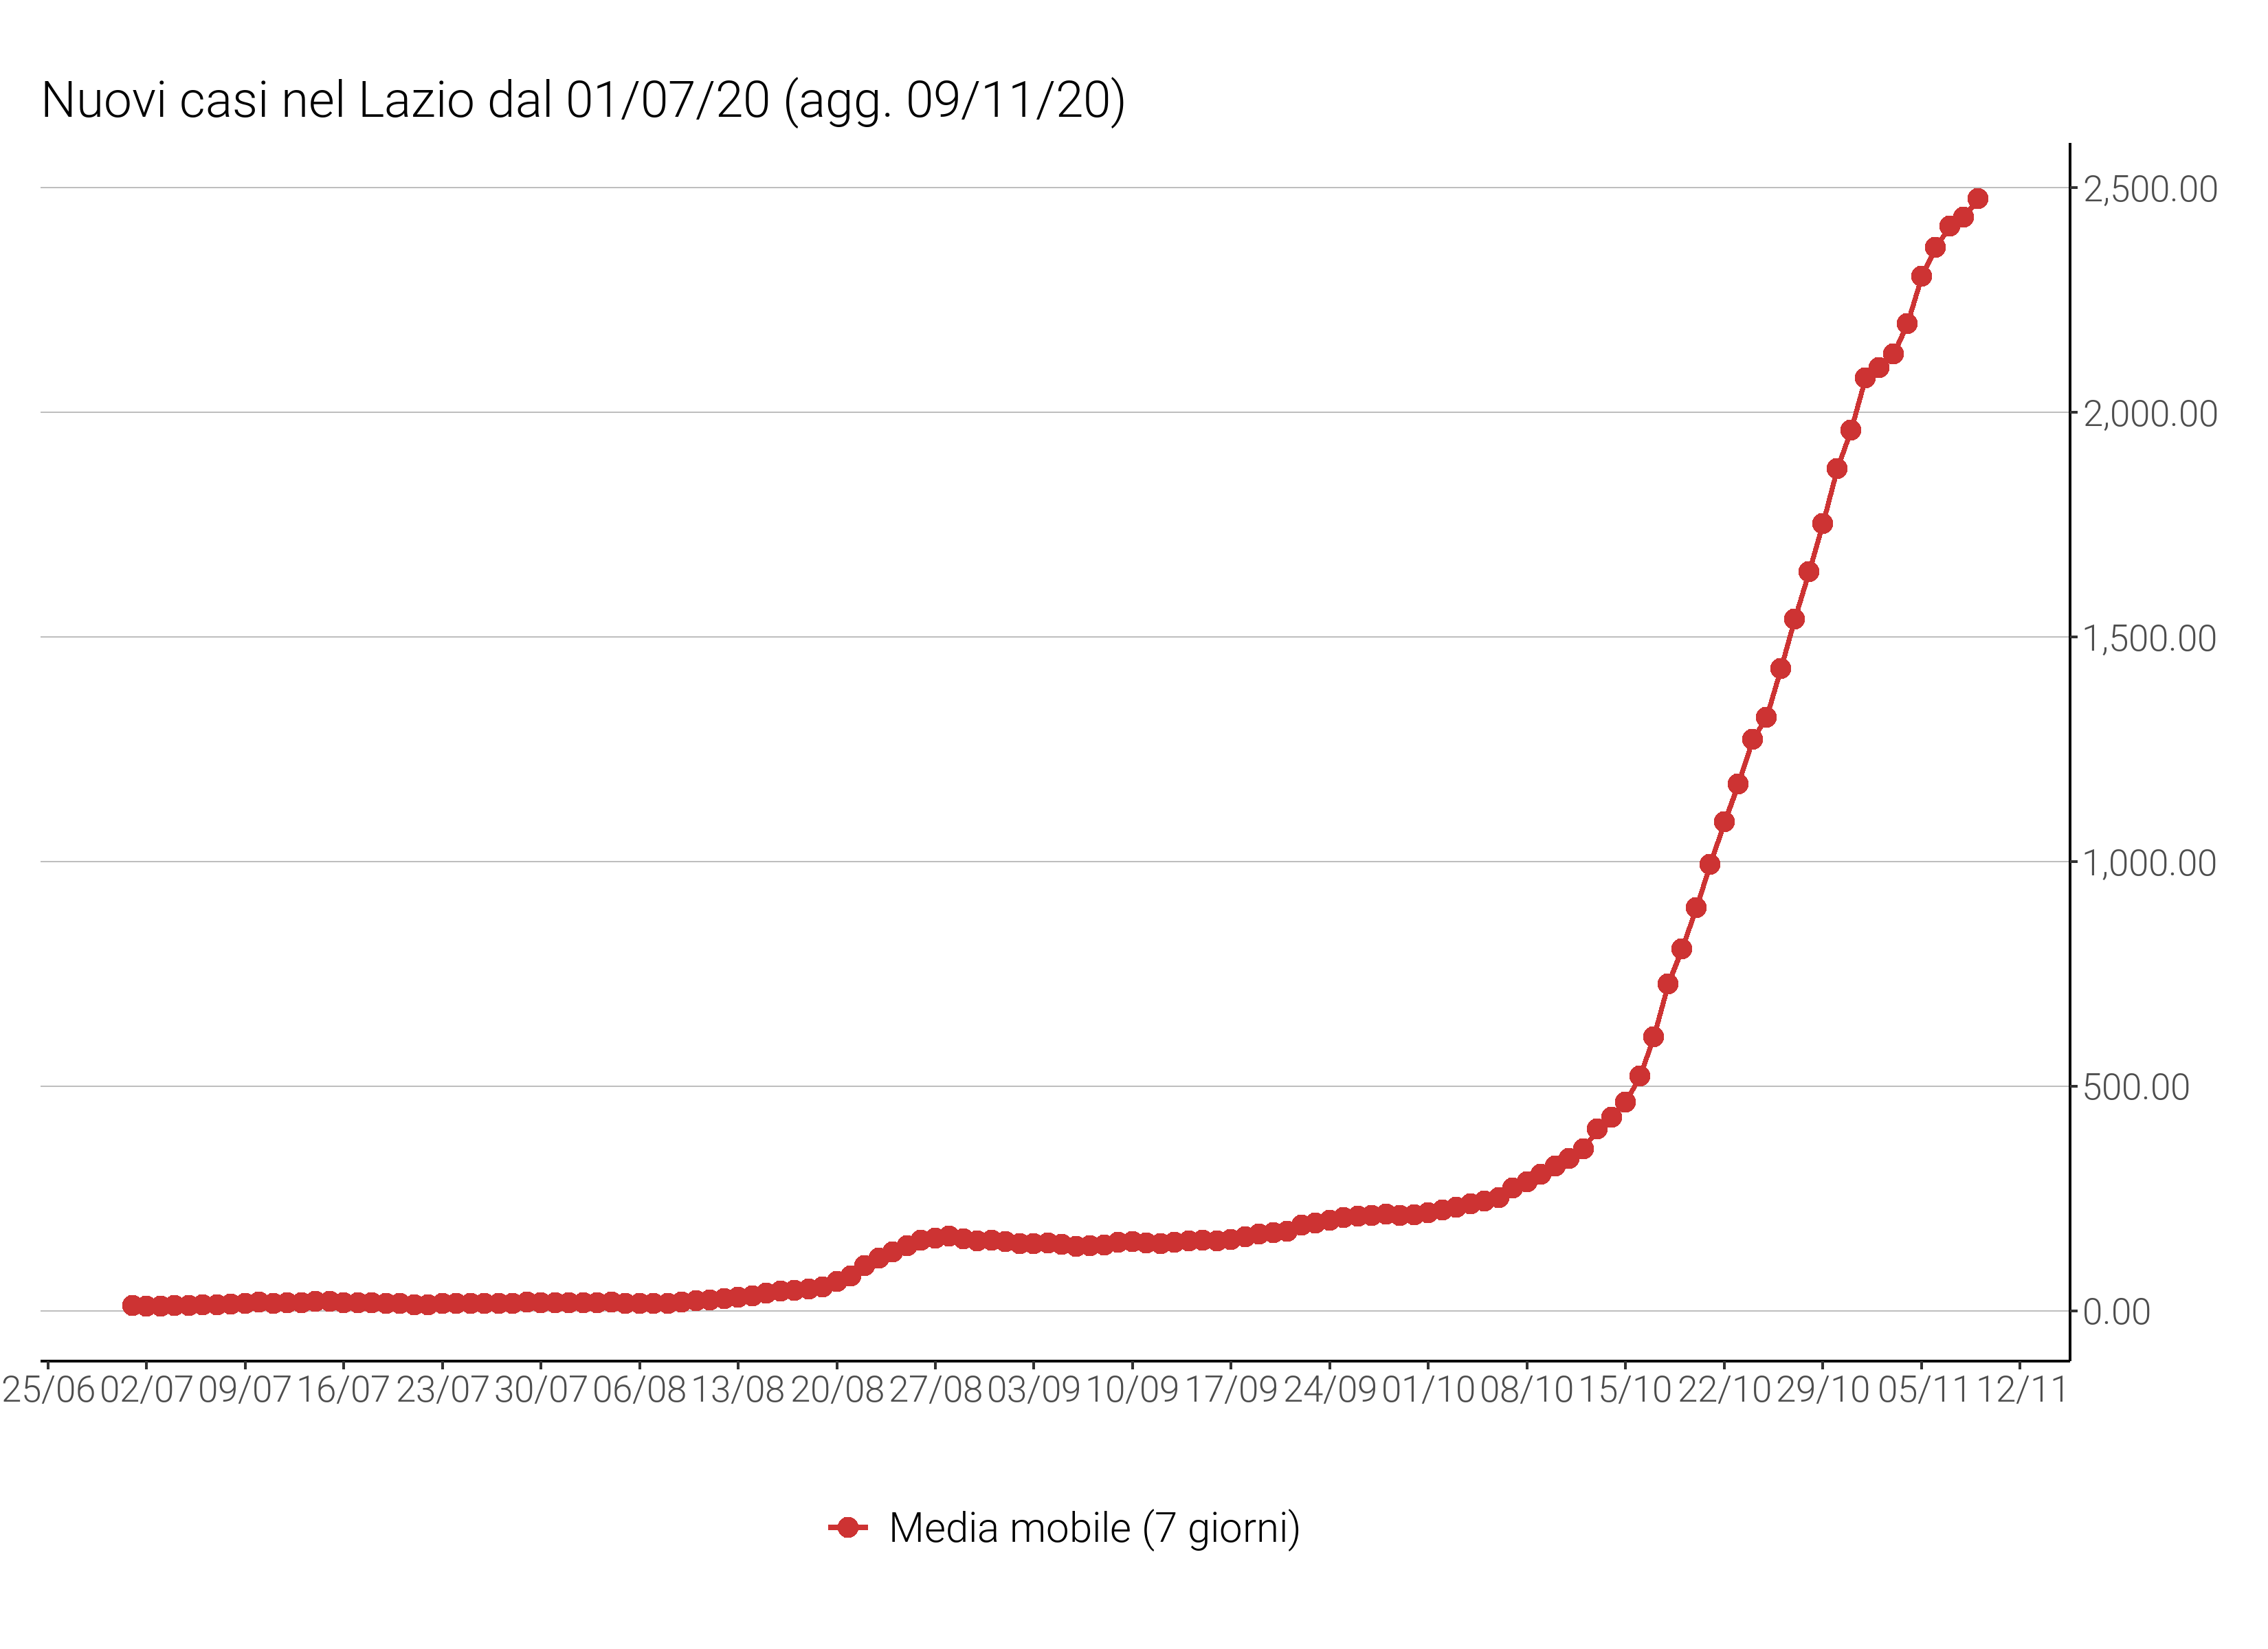 Nuovi casi nel Lazio dal 01/07/20 (agg. 09/11/20)
2,500.00
2,000.00
1,500.00
1,000.00
500.00
0.00
25/06 02/07 09/07 16/07 23/07 30/07 06/08 13/08 20/08 27/08 03/09 10/09 17/09 24/09 01/10 08/10 15/10 22/10 29/10 05/11 12/11
Media mobile (7 giorni)